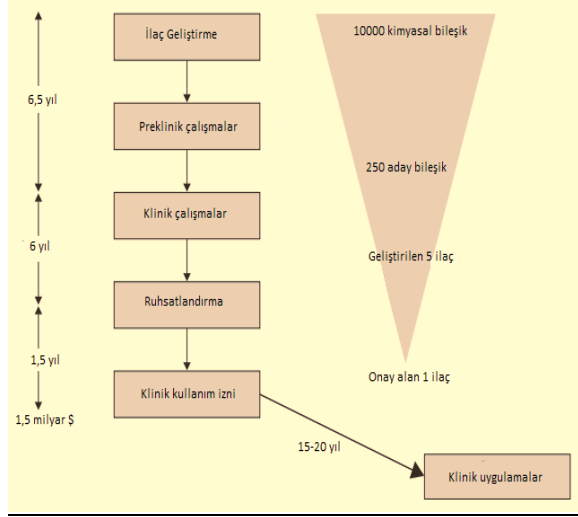 İlaç Geliştirme
10000 kimyasal bileşik
6,5 yıl
Preklinik çalışmalar
250 aday bileşik
Klinik çalışmalar
6 yıl
Geliştirilen 5 ilaç
Ruhsatlandırma
1,5 yıl
Onay alan 1 ilaç
Klinik kullanım izni
1,5 milyar $
15-20 yıl
Klinik uygulamalar